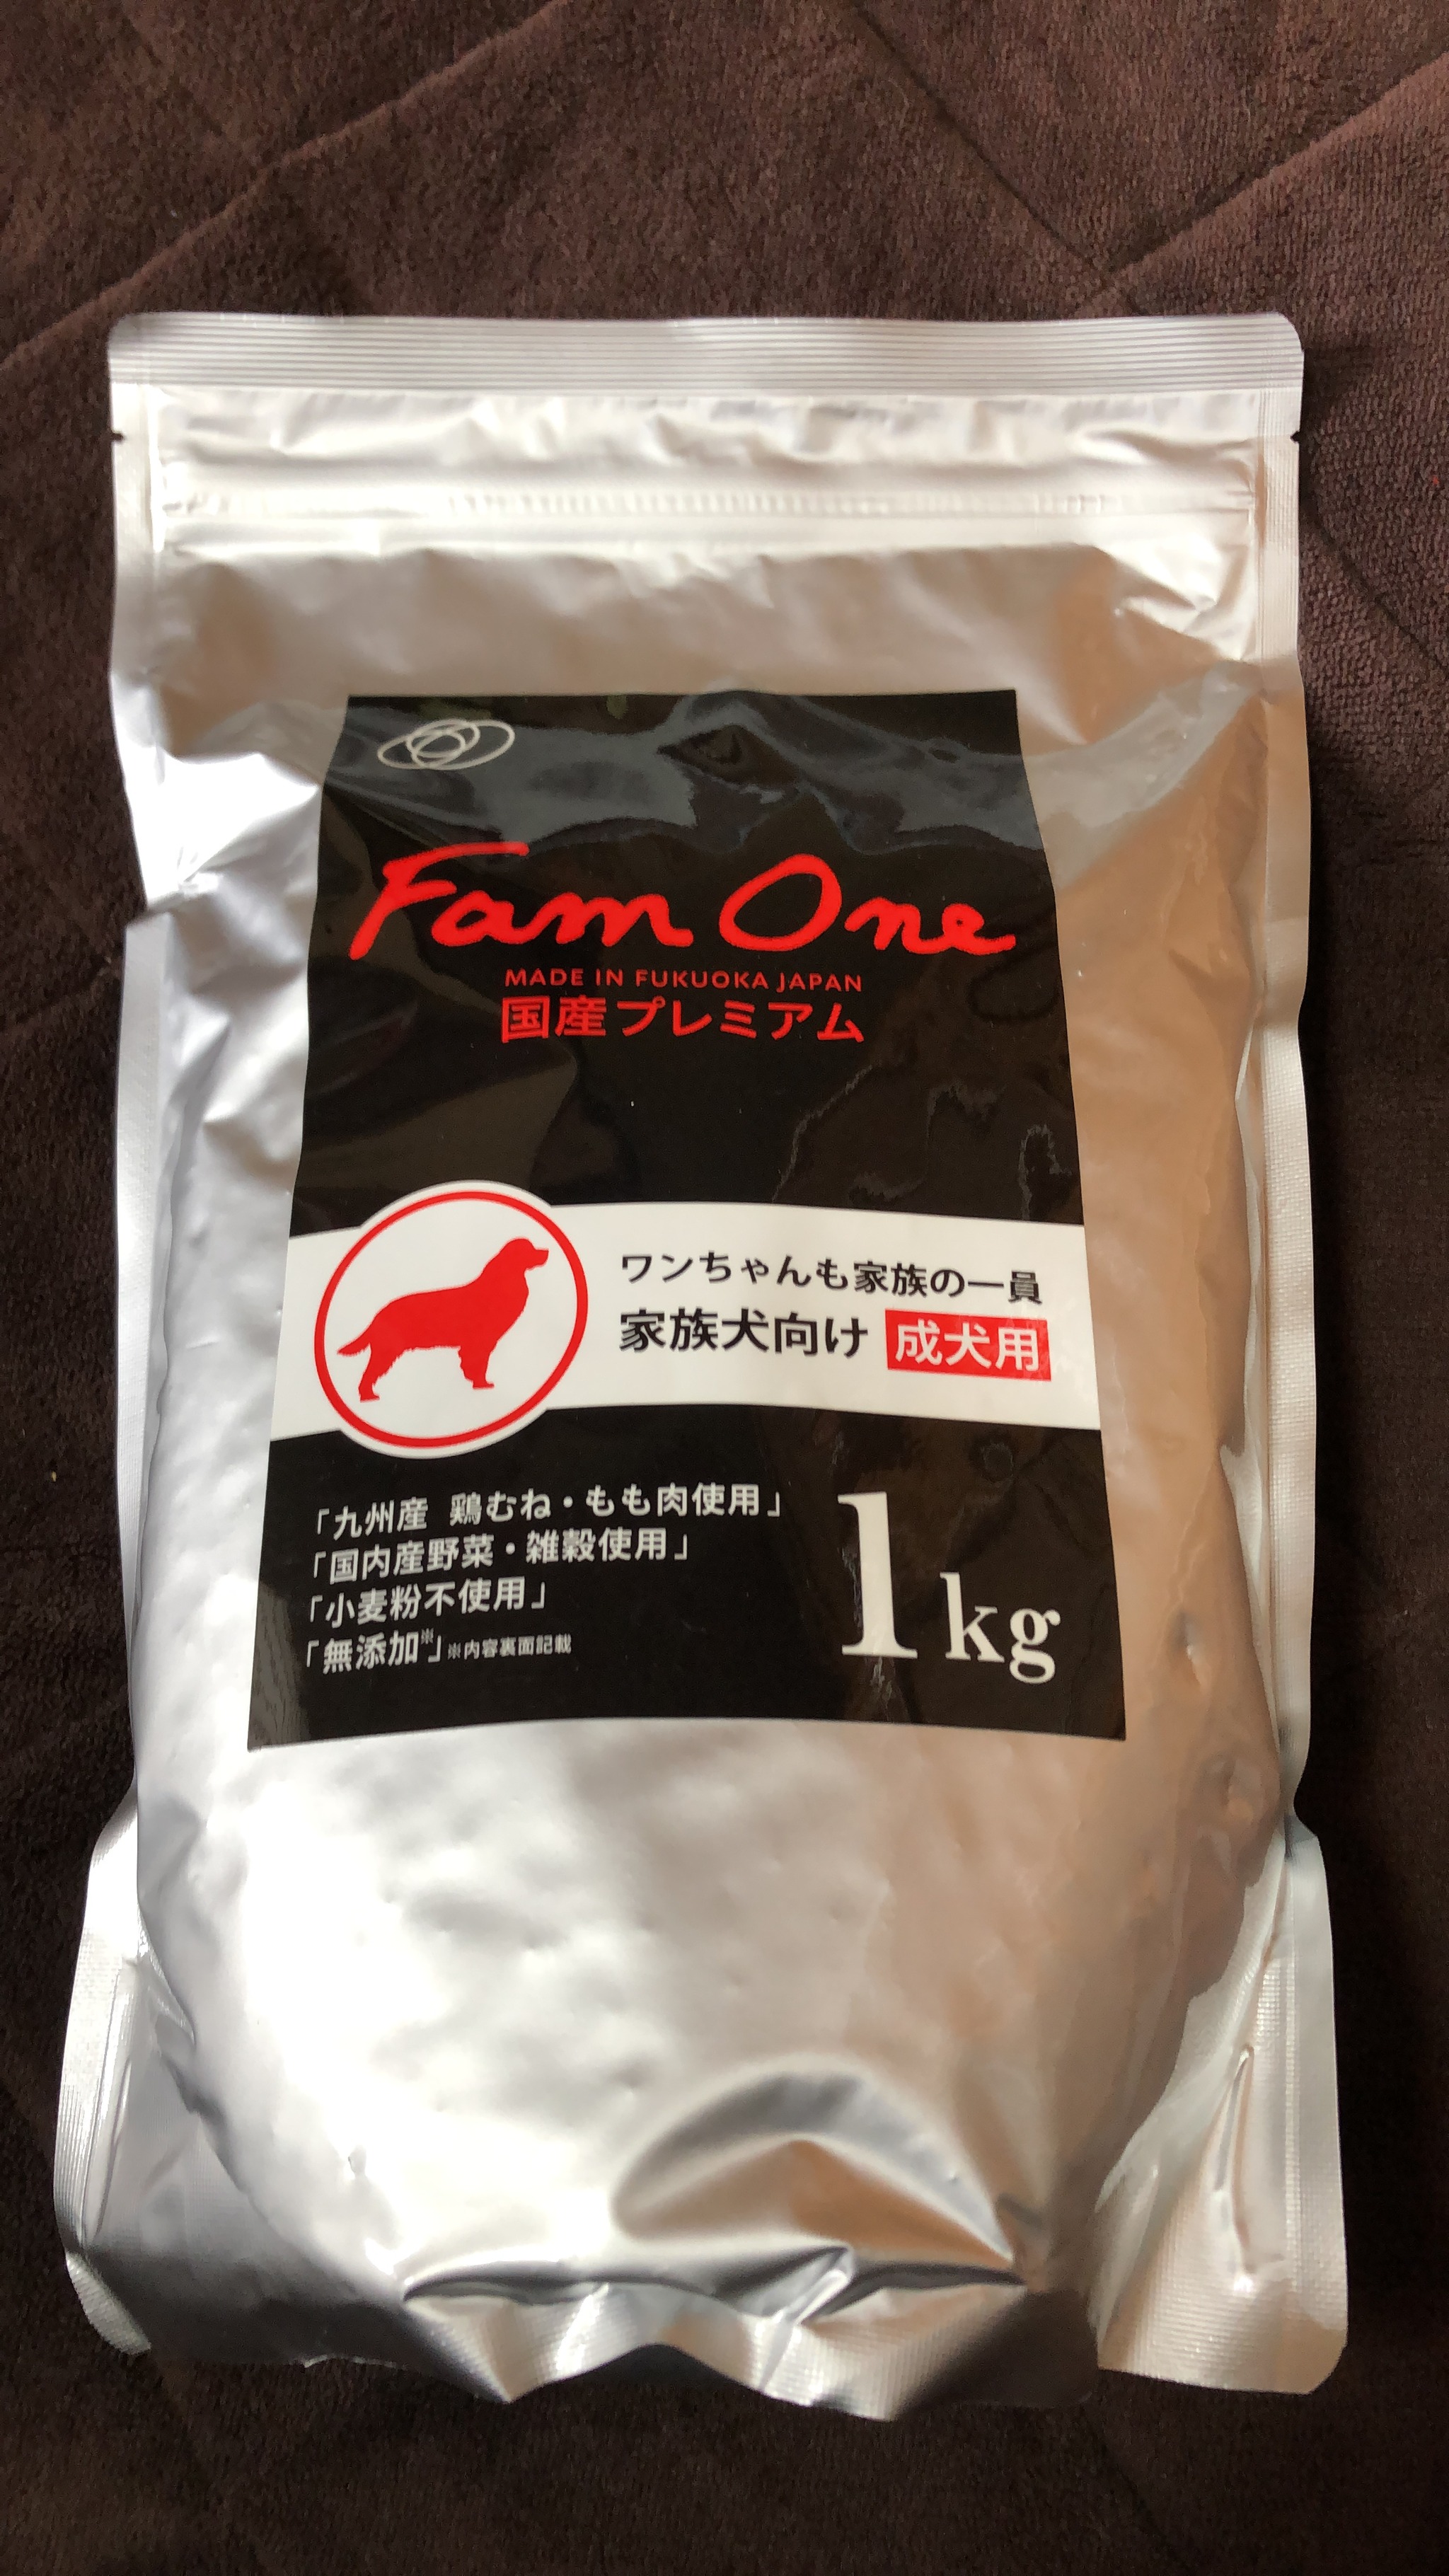 Fam One
MADE IN FUKUOKA JAPAN
国産プレミアム
ワンちゃんも家族の一員
家族犬向け 成犬用
「九州産 鶏むね・もも肉使用」
「国内産野菜・雑穀使用」
「小麦粉不使用」
「無添加※」※内容裏面記載
1kg